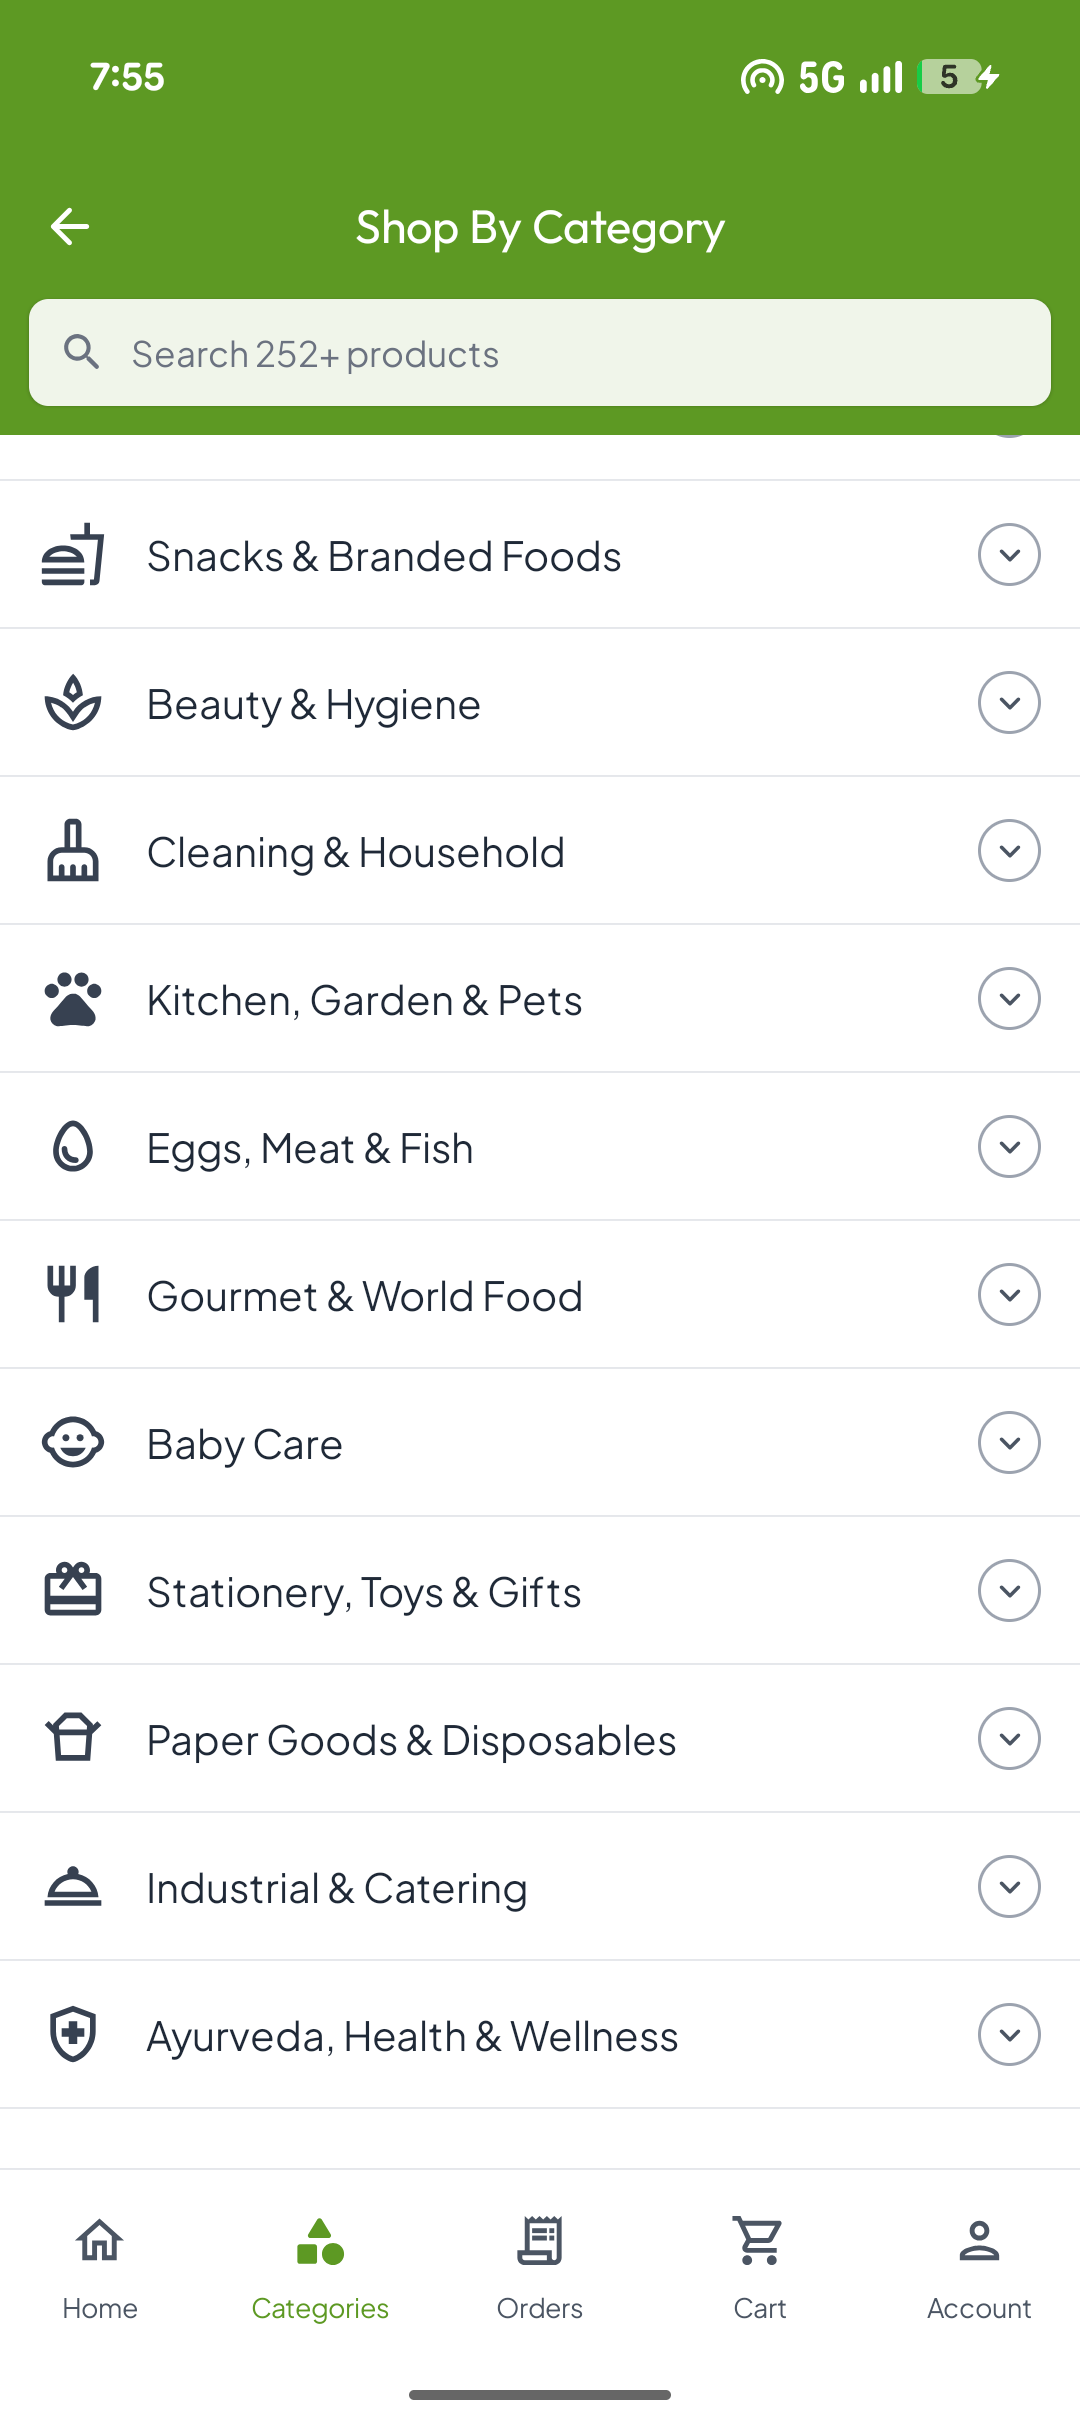 7:55
5G
5
Shop By Category
Search 252+ products
Snacks & Branded Foods
Beauty & Hygiene
Cleaning & Household
Kitchen, Garden & Pets
Eggs, Meat & Fish
Gourmet & World Food
Baby Care
Stationery, Toys & Gifts
Paper Goods & Disposables
Industrial & Catering
Ayurveda, Health & Wellness
Home
Categories
Orders
Cart
Account